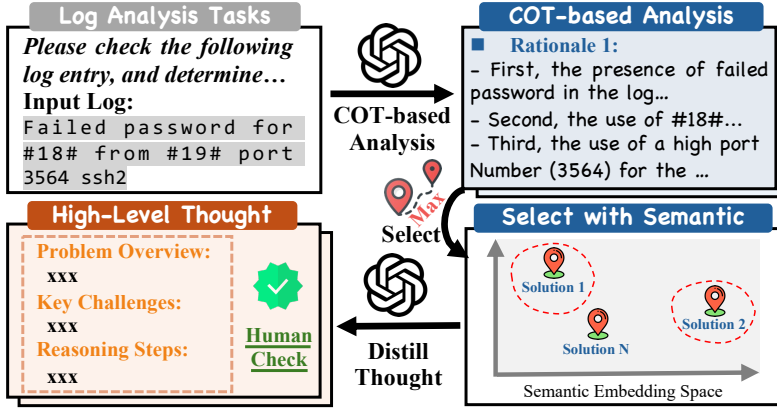 Log Analysis Tasks
Please check the following
log entry, and determine…
Input Log:
Failed password for
#18# from #19# port
3564 ssh2
COT-based
Analysis
COT-based Analysis
Rationale 1:
– First, the presence of failed
password in the log…
– Second, the use of #18#…
– Third, the use of a high port
Number (3564) for the …
Max
Select
Select with Semantic
Solution 1
Solution 2
Solution N
Semantic Embedding Space
Distill
Thought
High-Level Thought
Problem Overview:
xxx
Key Challenges:
xxx
Reasoning Steps:
xxx
Human
Check